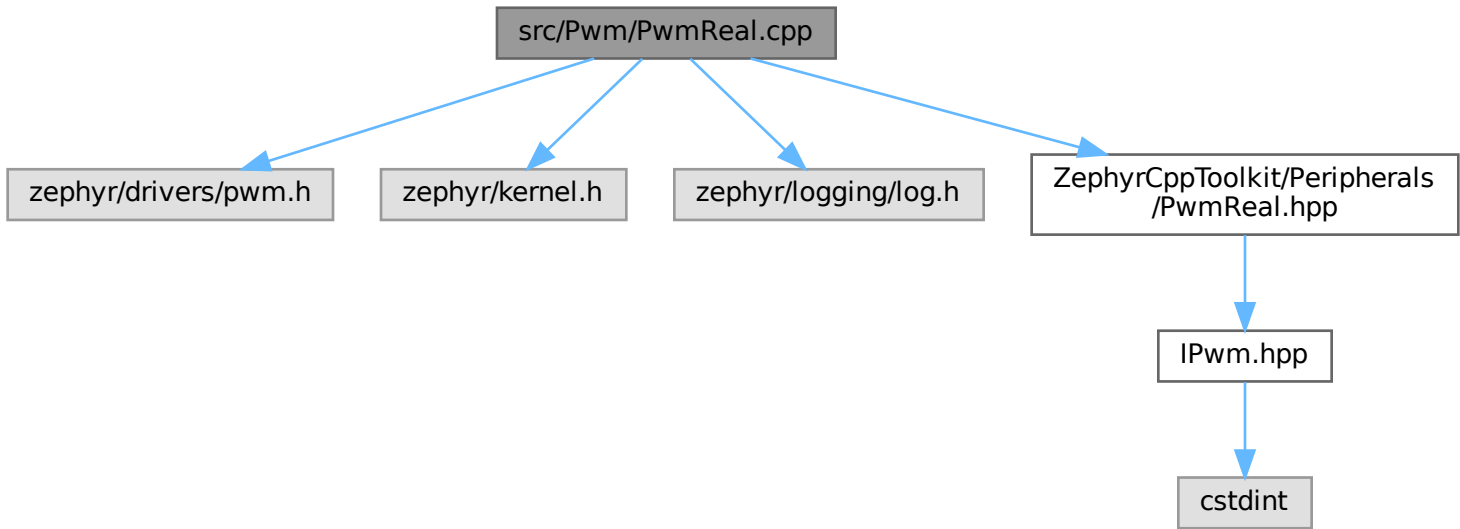 src/Pwm/PwmReal.cpp
zephyr/drivers/pwm.h
zephyr/kernel.h
zephyr/logging/log.h
ZephyrCppToolkit/Peripherals
/PwmReal.hpp
IPwm.hpp
cstdint